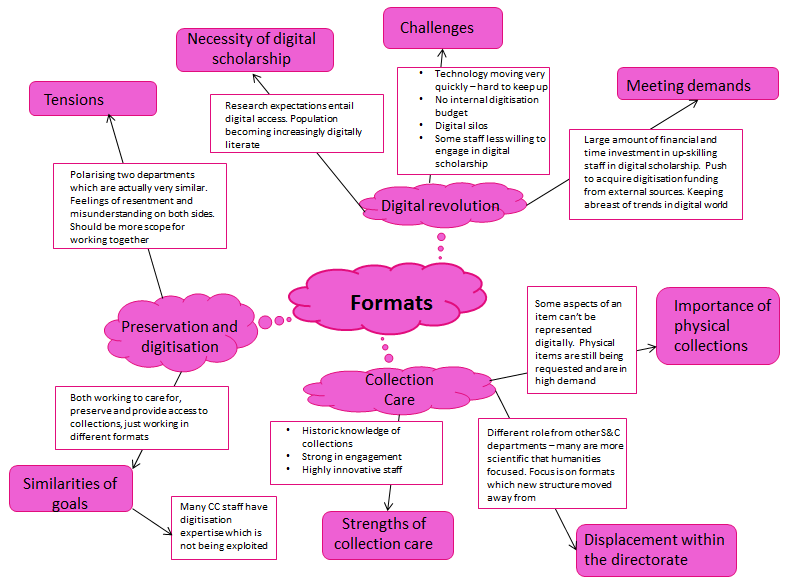 Challenges
Necessity of digital
scholarship
Tensions
Meeting demands
• Technology moving very
quickly – hard to keep up
• No internal digitisation
budget
• Digital silos
• Some staff less willing to
engage in digital
scholarship
Research expectations entail
digital access. Population
becoming increasingly digitally
literate
Large amount of financial and
time investment in up-skilling
staff in digital scholarship. Push
to acquire digitisation funding
from external sources. Keeping
abreast of trends in digital world
Polarising two departments
which are actually very similar.
Feelings of resentment and
misunderstanding on both sides.
Should be more scope for
working together
Digital revolution
Formats
Preservation and
digitisation
Some aspects of an
item can't be
represented
digitally. Physical
items are still being
requested and are in
high demand
Importance of
physical
collections
Collection
Care
Both working to care for,
preserve and provide access to
collections, just working in
different formats
• Historic knowledge of
collections
• Strong in engagement
• Highly innovative staff
Different role from other S&C
departments – many are more
scientific that humanities
focused. Focus is on formats
which new structure moved
away from
Similarities of
goals
Many CC staff have
digitisation
expertise which is
not being exploited
Strengths of
collection care
Displacement within
the directorate